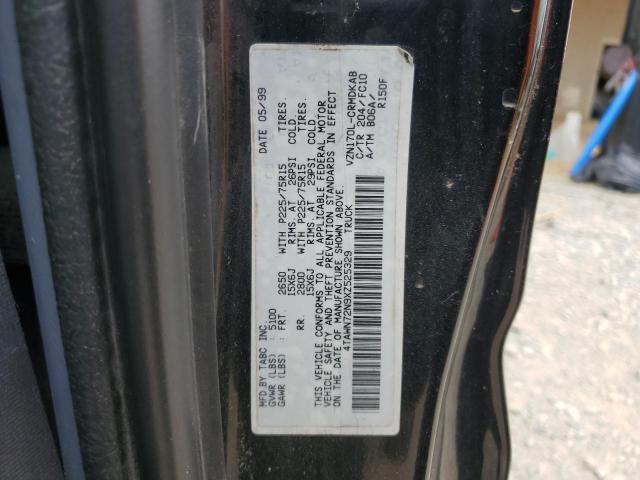 MFD.BY TABC INC. DATE 05/99
GVWR (LBS) : 5100
GAWR (LBS) : FRT. 2650 WITH P225/75R15 TIRES.
15X6J RIMS.AT 26PSI COLD.
RR. 2800 WITH P225/75R15 TIRES.
15X6J RIMS.AT 29PSI COLD.
THIS VEHICLE CONFORMS TO ALL APPLICABLE FEDERAL MOTOR
VEHICLE SAFETY AND THEFT PREVENTION STANDARDS IN EFFECT
ON THE DATE OF MANUFACTURE SHOWN ABOVE.
4TAWN72N9XZ525329 TRUCK
VZN170L-CRMDKAB
C/TR 204/FC10
A/TM B06A/
R150F